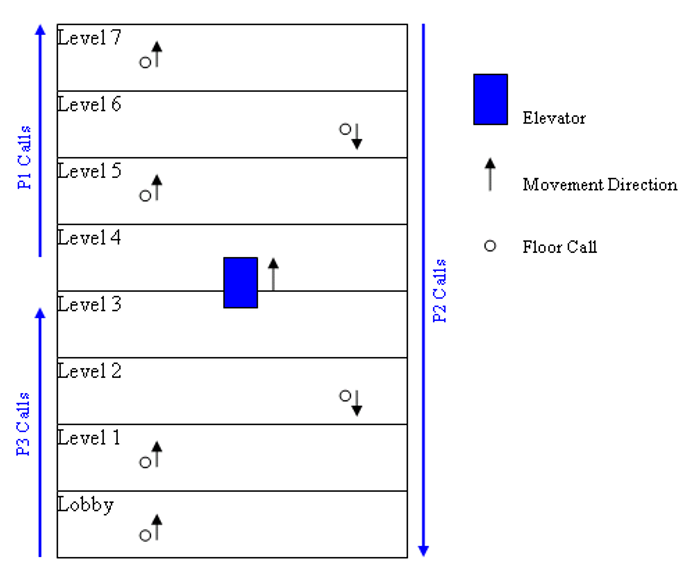 Level 7
Level 6
Level 5
Level 4
Level 3
Level 2
Level 1
Lobby
P1 Calls
P3 Calls
P2 Calls
Elevator
Movement Direction
Floor Call